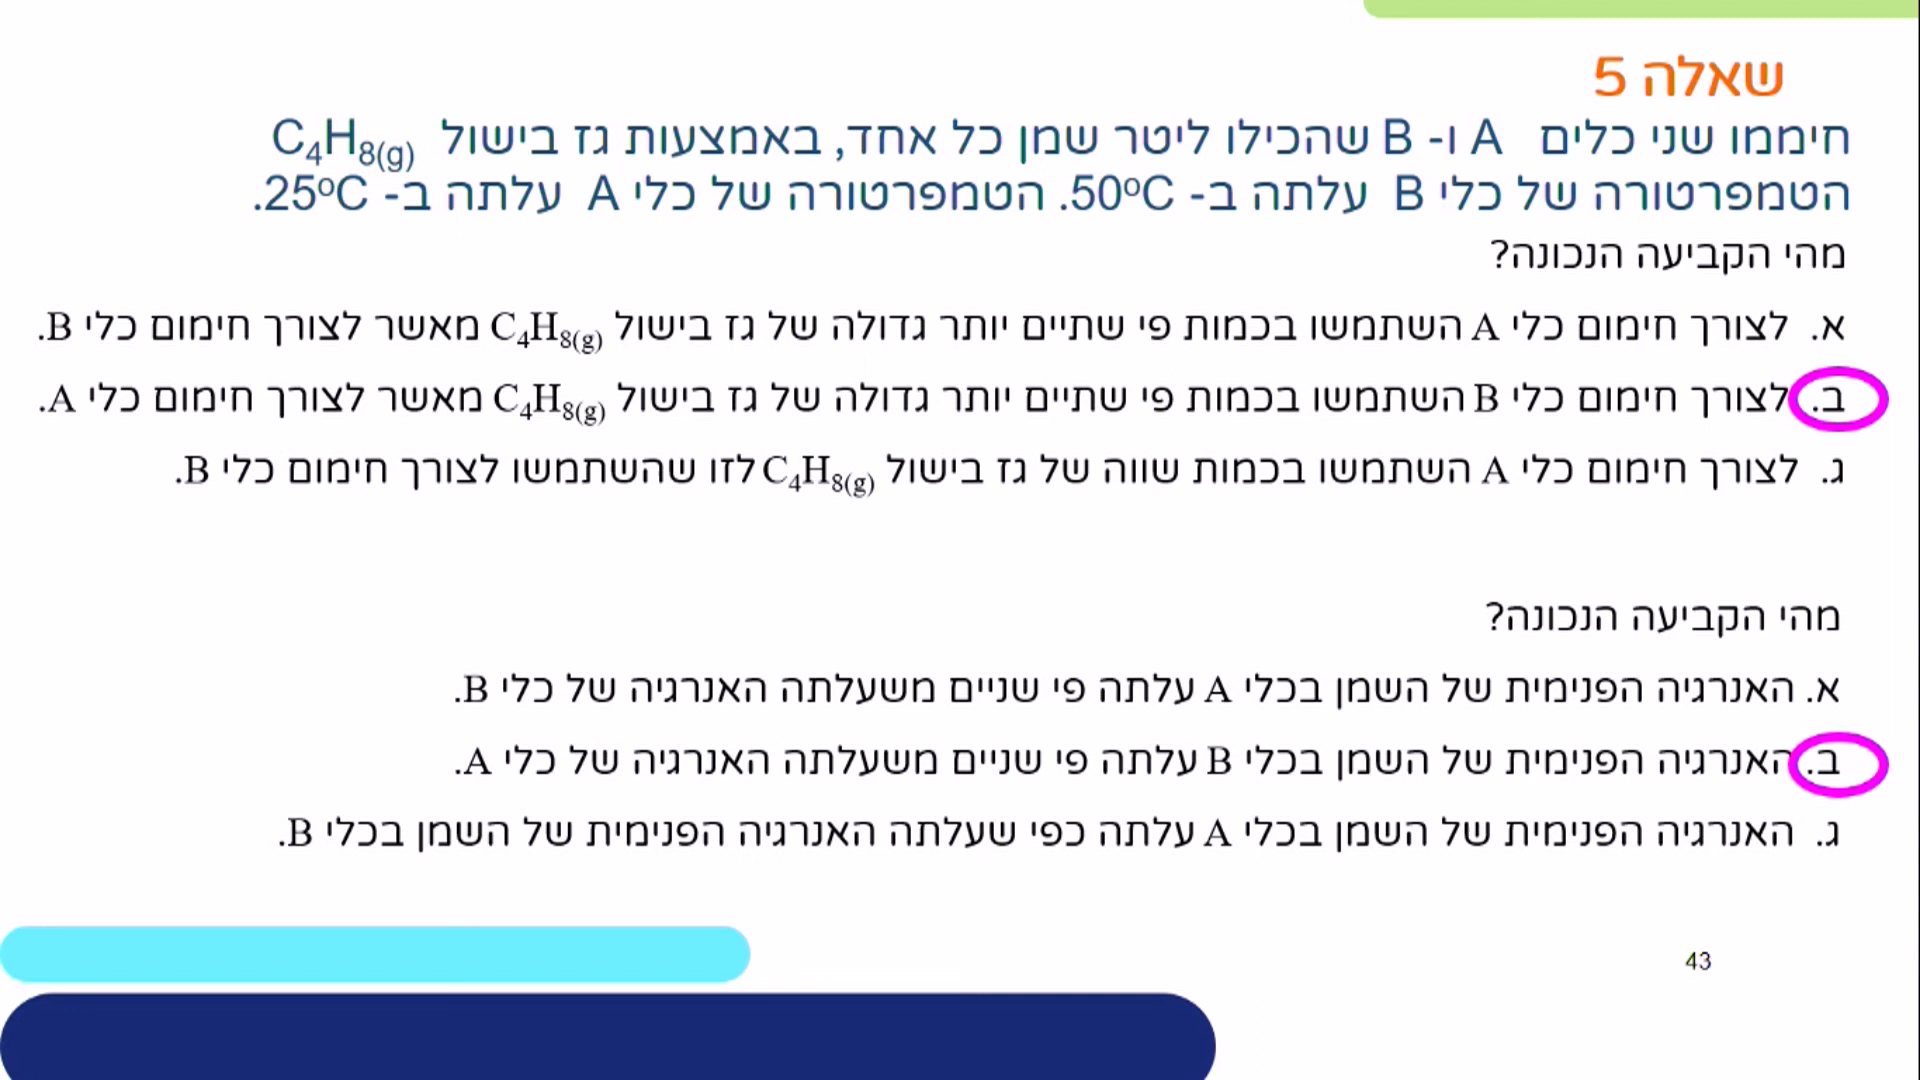 שאלה 5
חיממו שני כלים A ו- B שהכילו ליטר שמן כל אחד, באמצעות גז בישול C₄H₈(g)
הטמפרטורה של כלי B עלתה ב- 50ºC. הטמפרטורה של כלי A עלתה ב- 25ºC.
מהי הקביעה הנכונה?
א. לצורך חימום כלי A השתמשו בכמות פי שתיים יותר גדולה של גז בישול C₄H₈(g) מאשר לצורך חימום כלי B.
ב. לצורך חימום כלי B השתמשו בכמות פי שתיים יותר גדולה של גז בישול C₄H₈(g) מאשר לצורך חימום כלי A.
ג. לצורך חימום כלי A השתמשו בכמות שווה של גז בישול C₄H₈(g) לזו שהשתמשו לצורך חימום כלי B.
מהי הקביעה הנכונה?
א. האנרגיה הפנימית של השמן בכלי A עלתה פי שניים משעלתה האנרגיה של כלי B.
ב. האנרגיה הפנימית של השמן בכלי B עלתה פי שניים משעלתה האנרגיה של כלי A.
ג. האנרגיה הפנימית של השמן בכלי A עלתה כפי שעלתה האנרגיה הפנימית של השמן בכלי B.
43